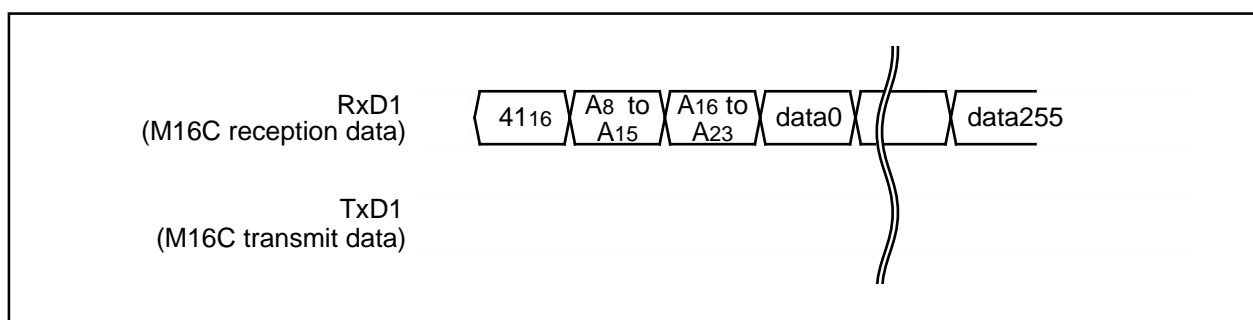 RxD1
(M16C reception data)
4116
A8 to
A15
A16 to
A23
data0
data255
TxD1
(M16C transmit data)